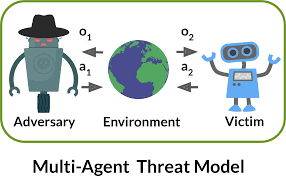 o₁ o₂
a₁ a₂
Adversary Environment Victim
Multi-Agent Threat Model